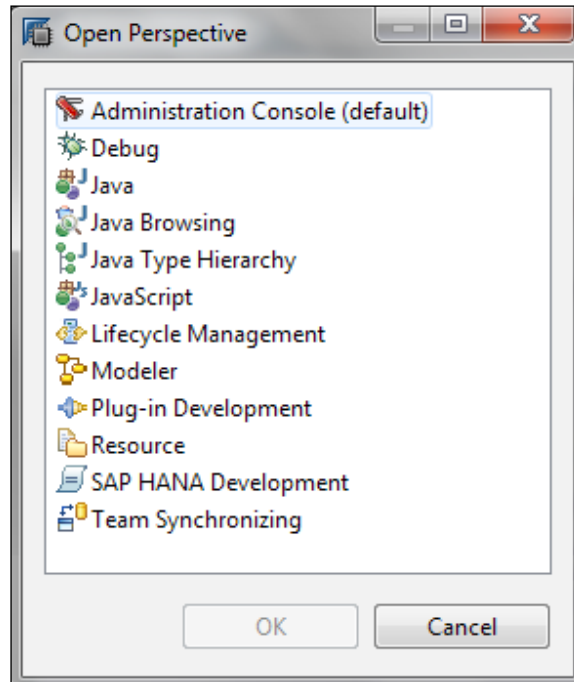 Open Perspective
Administration Console (default)
Debug
Java
Java Browsing
Java Type Hierarchy
JavaScript
Lifecycle Management
Modeler
Plug-in Development
Resource
SAP HANA Development
Team Synchronizing
OK Cancel